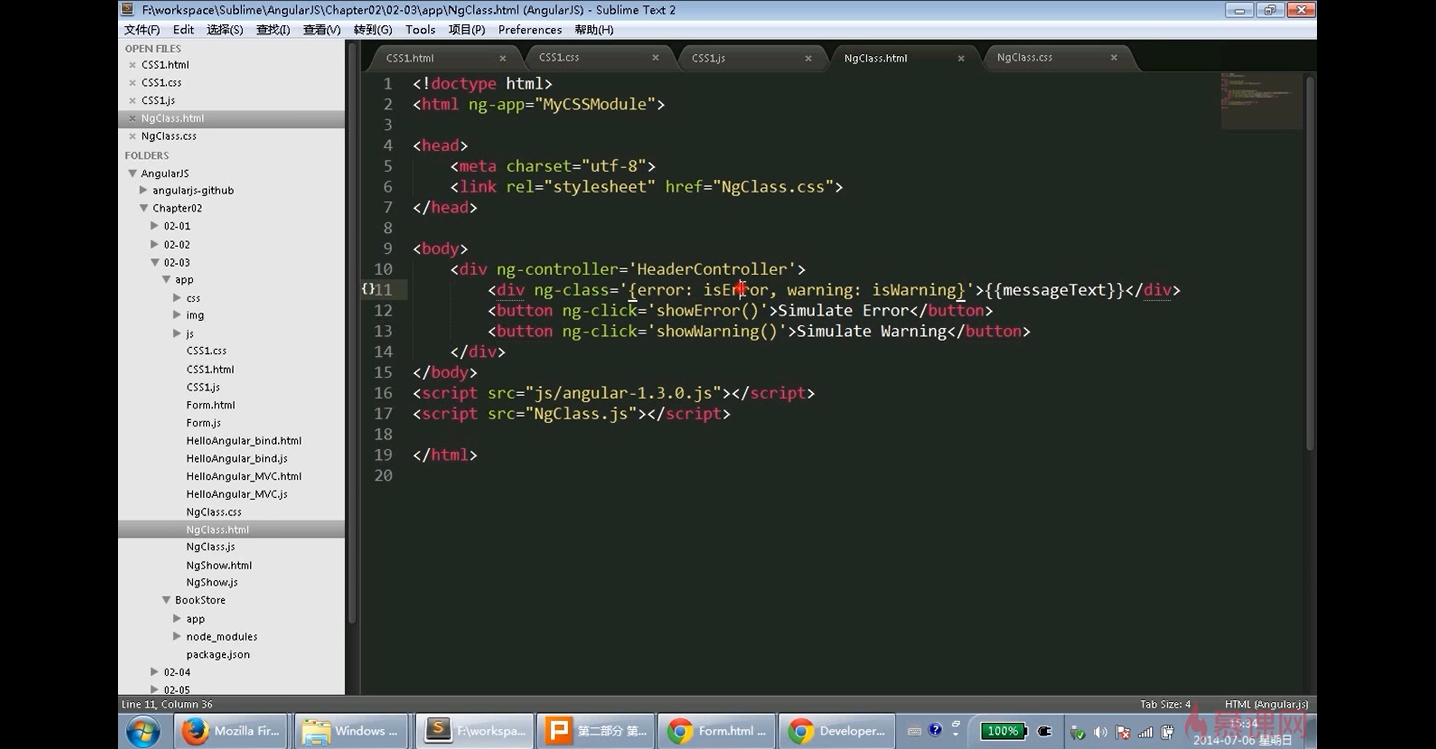 F:\workspace\Sublime\AngularJS\Chapter02\02-03\app\NgClass.html (AngularJS) - Sublime Text 2
文件(F) Edit 选择(S) 查找(I) 查看(V) 转到(G) Tools 项目(P) Preferences 帮助(H)
OPEN FILES
CSS1.html
CSS1.css
CSS1.js
NgClass.html
NgClass.css
FOLDERS
AngularJS
angularjs-github
Chapter02
02-01
02-02
02-03
app
css
img
js
CSS1.css
CSS1.html
CSS1.js
Form.html
Form.js
HelloAngular_bind.html
HelloAngular_bind.js
HelloAngular_MVC.html
HelloAngular_MVC.js
NgClass.css
NgClass.html
NgClass.js
NgShow.html
NgShow.js
BookStore
app
node_modules
package.json
02-04
02-05
CSS1.html CSS1.css CSS1.js NgClass.html NgClass.css
1 <!doctype html>
2 <html ng-app="MyCSSModule">
3
4 <head>
5 <meta charset="utf-8">
6 <link rel="stylesheet" href="NgClass.css">
7 </head>
8
9 <body>
10 <div ng-controller='HeaderController'>
{}11 <div ng-class='{error: isError, warning: isWarning}'>{{messageText}}</div>
12 <button ng-click='showError()'>Simulate Error</button>
13 <button ng-click='showWarning()'>Simulate Warning</button>
14 </div>
15 </body>
16 <script src="js/angular-1.3.0.js"></script>
17 <script src="NgClass.js"></script>
18
19 </html>
20
Line 11, Column 36 Tab Size: 4 HTML (Angular.js)
Mozilla Fir... Windows ... F:\workspa... 第二部分 第... Form.html ... Developer... 100% 15:34
2014-07-06 星期日
慕课网